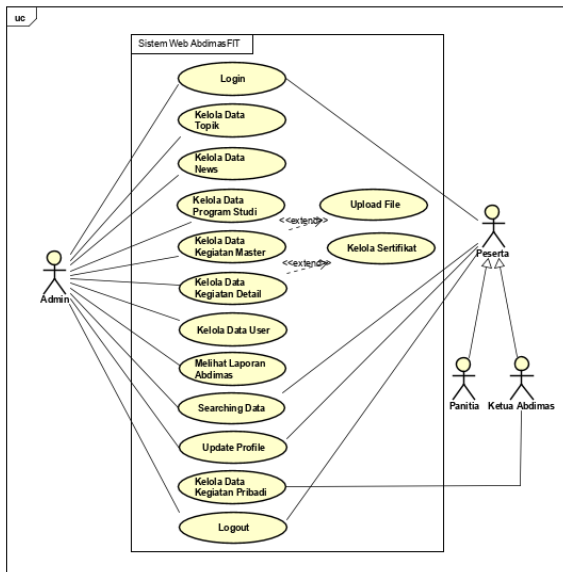 uc
Sistem Web AbdimasFIT
Login
Kelola Data
Topik
Kelola Data
News
Kelola Data
Program Studi
<<extend>>
Upload File
Kelola Data
Kegiatan Master
<<extend>>
Kelola Sertifikat
Kelola Data
Kegiatan Detail
Kelola Data User
Melihat Laporan
Abdimas
Searching Data
Update Profile
Kelola Data
Kegiatan Pribadi
Logout
Admin
Peserta
Panitia
Ketua Abdimas